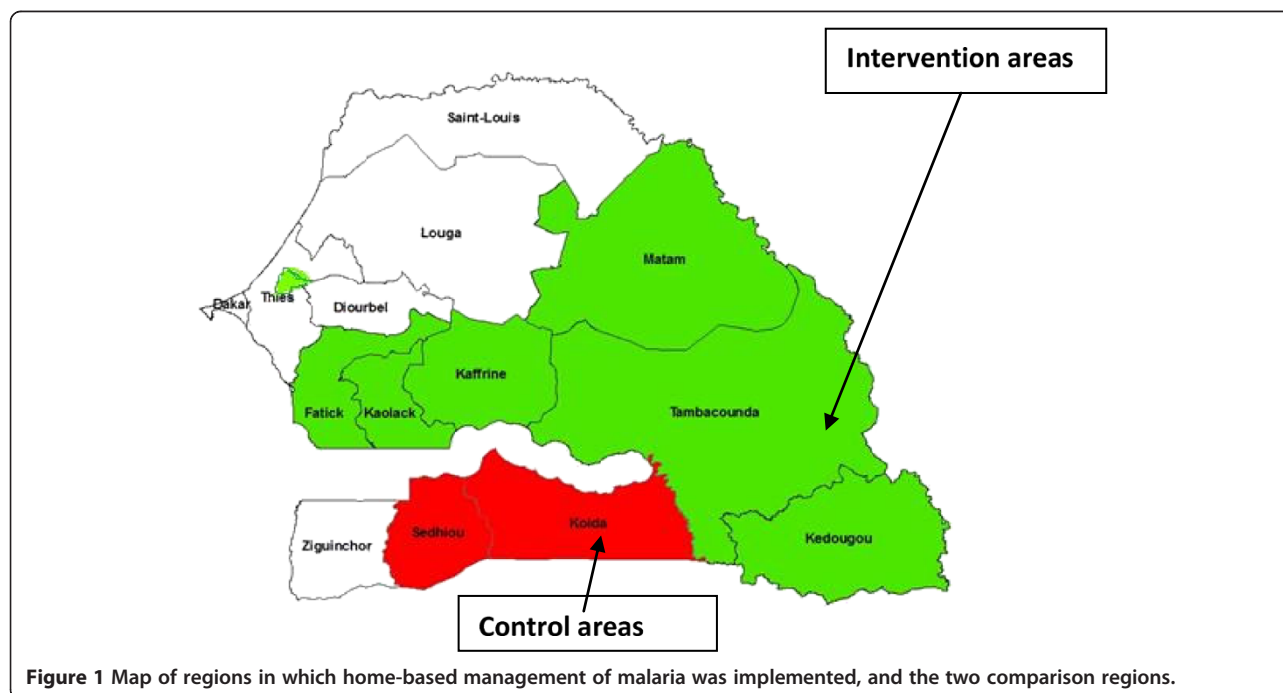 Intervention areas
Saint-Louis
Louga
Matam
Dakar
Thies
Diourbel
Kaffrine
Fatick
Kaolack
Tambacounda
Sedhiou
Kolda
Ziguinchor
Kedougou
Control areas
Figure 1 Map of regions in which home-based management of malaria was implemented, and the two comparison regions.